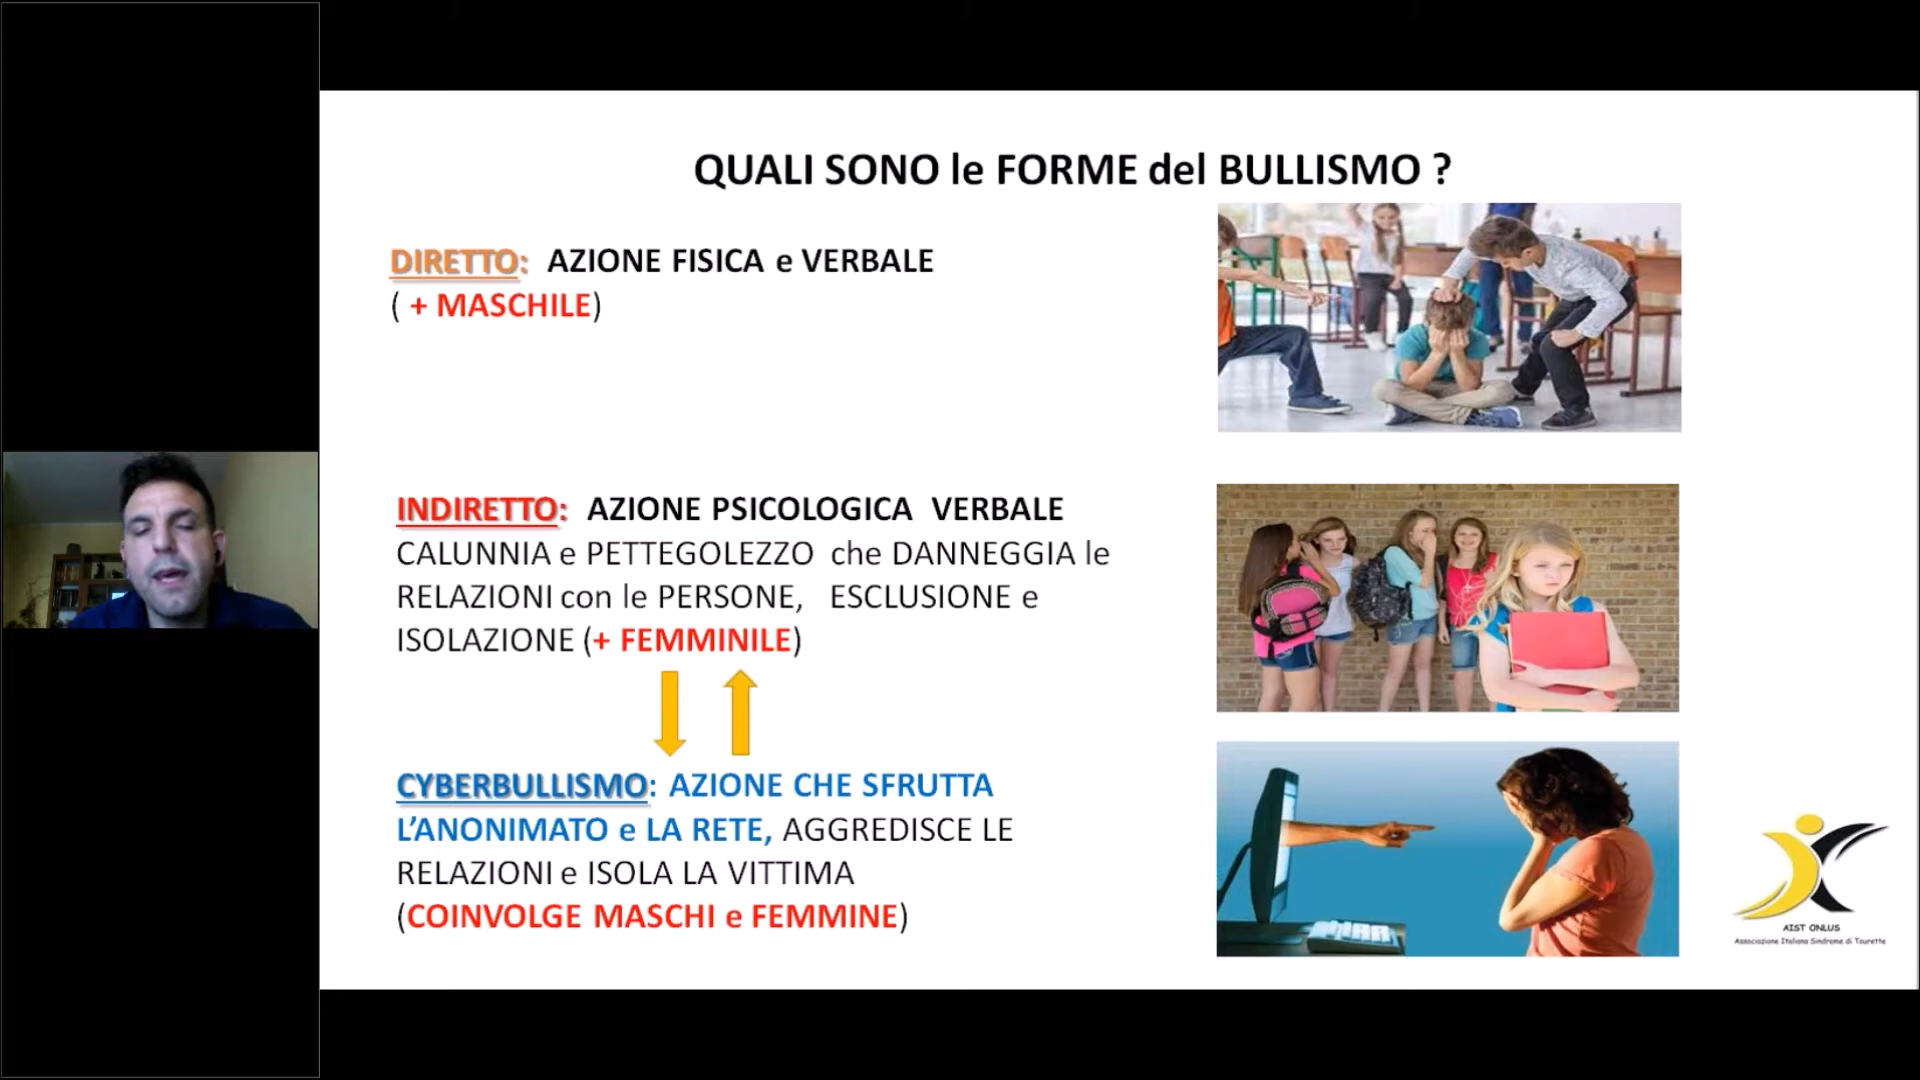 QUALI SONO le FORME del BULLISMO ?
DIRETTO: AZIONE FISICA e VERBALE
( + MASCHILE)
INDIRETTO: AZIONE PSICOLOGICA VERBALE
CALUNNIA e PETTEGOLEZZO che DANNEGGIA le
RELAZIONI con le PERSONE, ESCLUSIONE e
ISOLAZIONE (+ FEMMINILE)
CYBERBULLISMO: AZIONE CHE SFRUTTA
L'ANONIMATO e LA RETE, AGGREDISCE LE
RELAZIONI e ISOLA LA VITTIMA
(COINVOLGE MASCHI e FEMMINE)
AIST ONLUS
Associazione Italiana Sindrome di Tourette